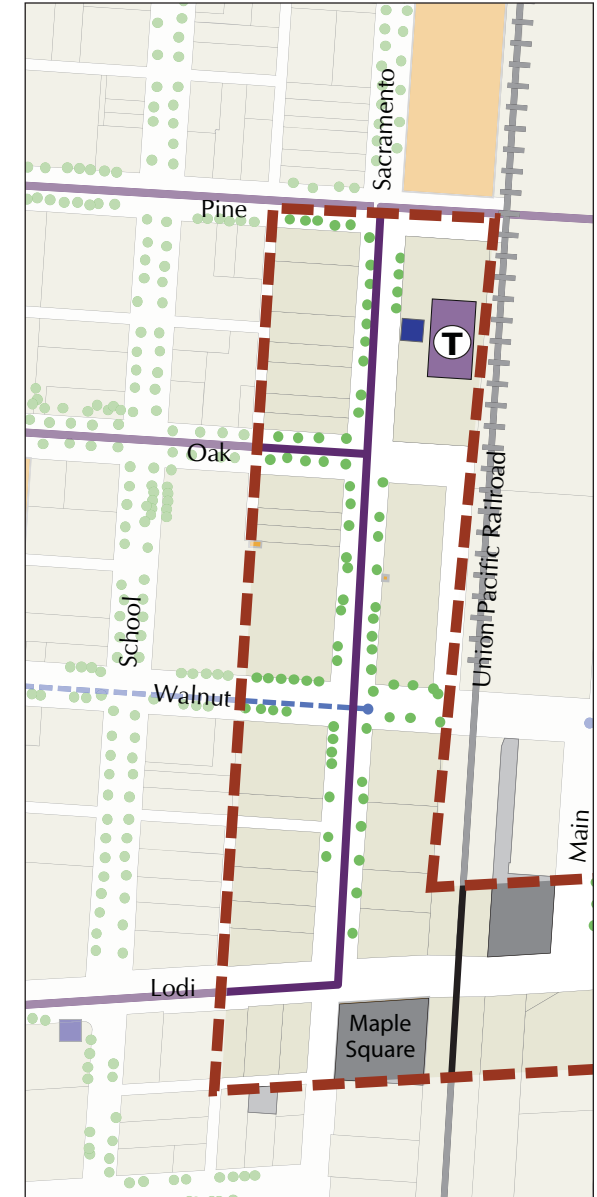 Sacramento
Pine
T
Oak
Union Pacific Railroad
School
Walnut
Main
Lodi
Maple
Square